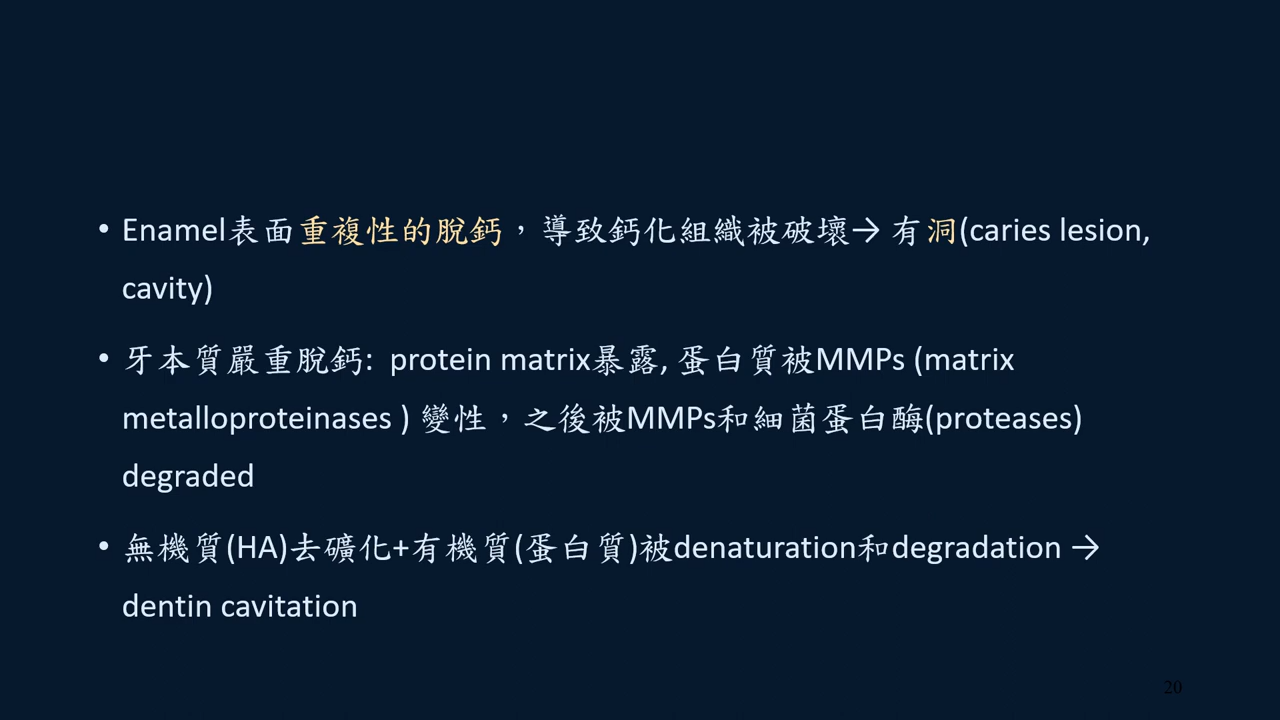 • Enamel表面重複性的脫鈣，導致鈣化組織被破壞→ 有洞(caries lesion,
cavity)
• 牙本質嚴重脫鈣: protein matrix暴露, 蛋白質被MMPs (matrix
metalloproteinases ) 變性，之後被MMPs和細菌蛋白酶(proteases)
degraded
• 無機質(HA)去礦化+有機質(蛋白質)被denaturation和degradation →
dentin cavitation
20